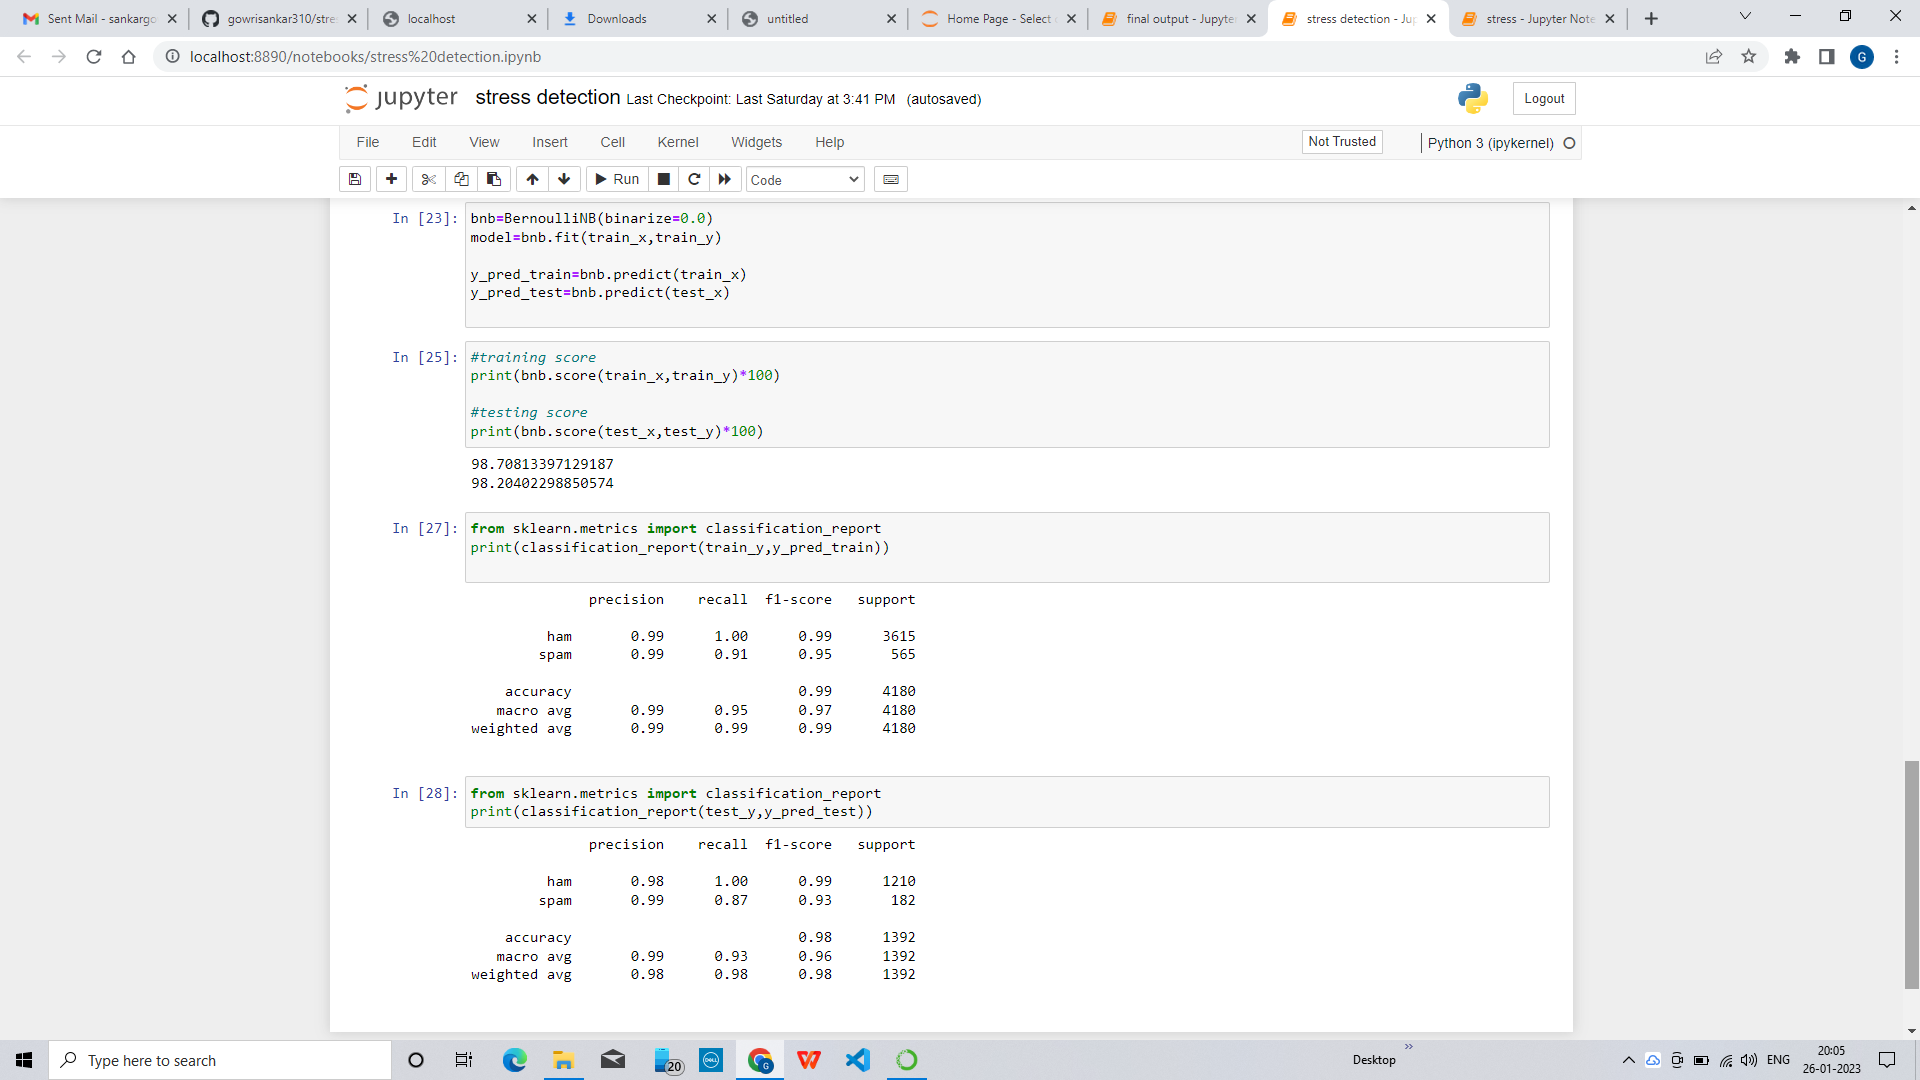 Sent Mail - sankargo
gowrisankar310/stre
localhost
Downloads
untitled
Home Page - Select
final output - Jupyte
stress detection - Jup
stress - Jupyter Note
localhost:8890/notebooks/stress%20detection.ipynb
G
jupyter stress detection Last Checkpoint: Last Saturday at 3:41 PM (autosaved)
Logout
File Edit View Insert Cell Kernel Widgets Help
Not Trusted
Python 3 (ipykernel)
Run
Code
In [23]:
bnb=BernoulliNB(binarize=0.0)
model=bnb.fit(train_x,train_y)
y_pred_train=bnb.predict(train_x)
y_pred_test=bnb.predict(test_x)
In [25]:
#training score
print(bnb.score(train_x,train_y)*100)
#testing score
print(bnb.score(test_x,test_y)*100)
98.70813397129187
98.20402298850574
In [27]:
from sklearn.metrics import classification_report
print(classification_report(train_y,y_pred_train))
precision recall f1-score support
ham 0.99 1.00 0.99 3615
spam 0.99 0.91 0.95 565
accuracy 0.99 4180
macro avg 0.99 0.95 0.97 4180
weighted avg 0.99 0.99 0.99 4180
In [28]:
from sklearn.metrics import classification_report
print(classification_report(test_y,y_pred_test))
precision recall f1-score support
ham 0.98 1.00 0.99 1210
spam 0.99 0.87 0.93 182
accuracy 0.98 1392
macro avg 0.99 0.93 0.96 1392
weighted avg 0.98 0.98 0.98 1392
Type here to search
20
DELL
G
Desktop
ENG
20:05
26-01-2023